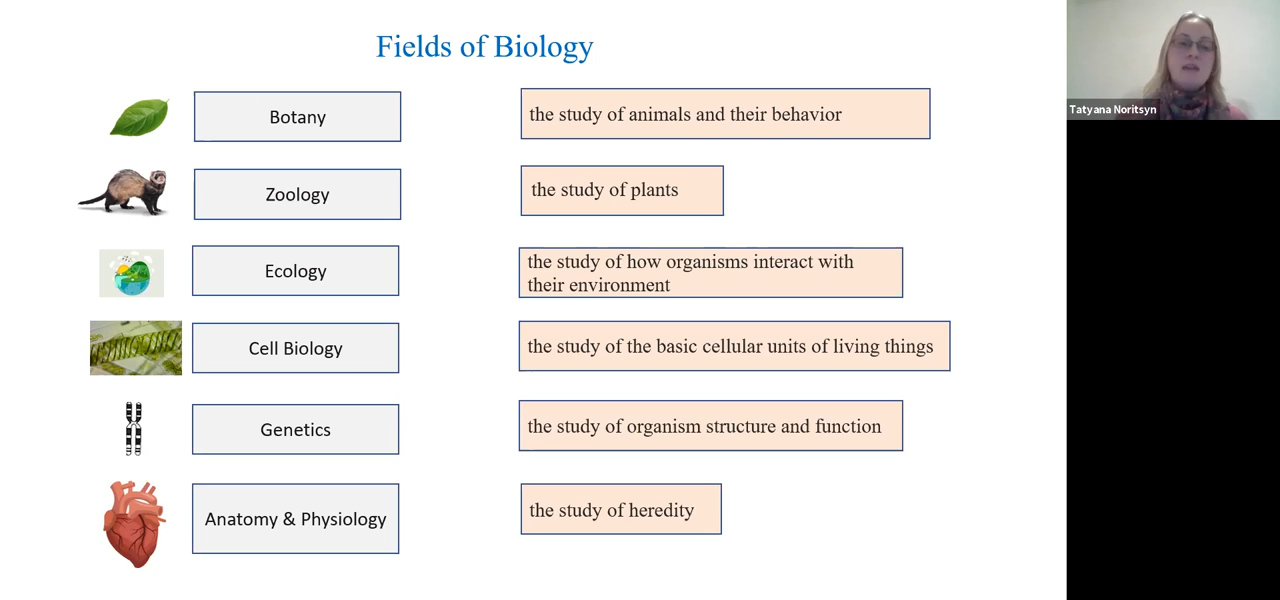 Fields of Biology
Botany
the study of animals and their behavior
Zoology
the study of plants
Ecology
the study of how organisms interact with
their environment
Cell Biology
the study of the basic cellular units of living things
Genetics
the study of organism structure and function
Anatomy & Physiology
the study of heredity
Tatyana Noritsyn